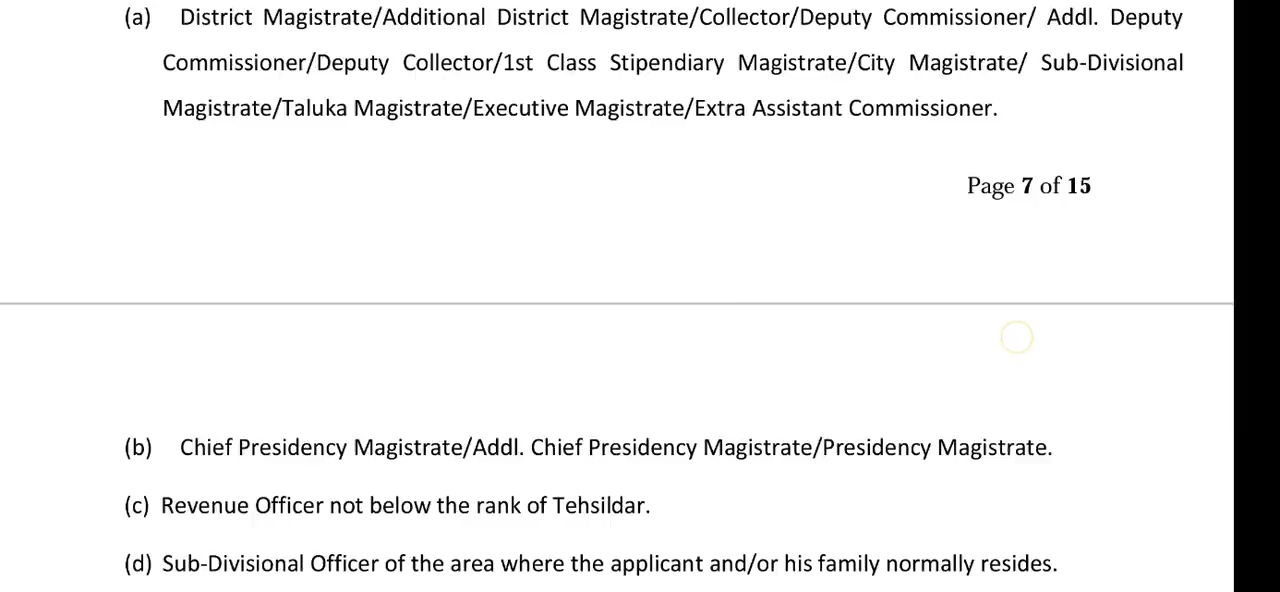 (a) District Magistrate/Additional District Magistrate/Collector/Deputy Commissioner/ Addl. Deputy
Commissioner/Deputy Collector/1st Class Stipendiary Magistrate/City Magistrate/ Sub-Divisional
Magistrate/Taluka Magistrate/Executive Magistrate/Extra Assistant Commissioner.
Page 7 of 15
(b) Chief Presidency Magistrate/Addl. Chief Presidency Magistrate/Presidency Magistrate.
(c) Revenue Officer not below the rank of Tehsildar.
(d) Sub-Divisional Officer of the area where the applicant and/or his family normally resides.